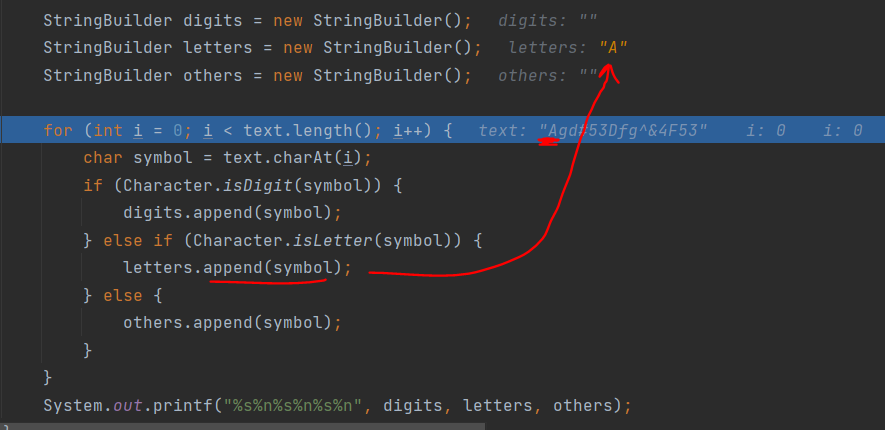 StringBuilder digits = new StringBuilder();   digits: ""
StringBuilder letters = new StringBuilder();   letters: "A"
StringBuilder others = new StringBuilder();   others: ""
for (int i = 0; i < text.length(); i++) {   text: "Agd#53Dfg^&4F53"   i: 0   i: 0
char symbol = text.charAt(i);
if (Character.isDigit(symbol)) {
digits.append(symbol);
} else if (Character.isLetter(symbol)) {
letters.append(symbol);
} else {
others.append(symbol);
}
}
System.out.printf("%s%n%s%n%s%n", digits, letters, others);